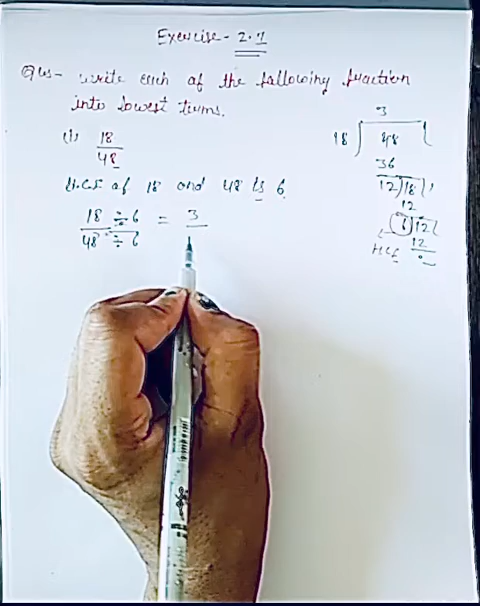 Exercise - 2.1
Qus - write each of the following fraction
into lowest terms.
(i) 18
48
H.C.F of 18 and 48 is 6.
18 ÷ 6 = 3
48 ÷ 6
3
18 ) 48 (
36
12)18(1
12
6)12(
12
HCF 0